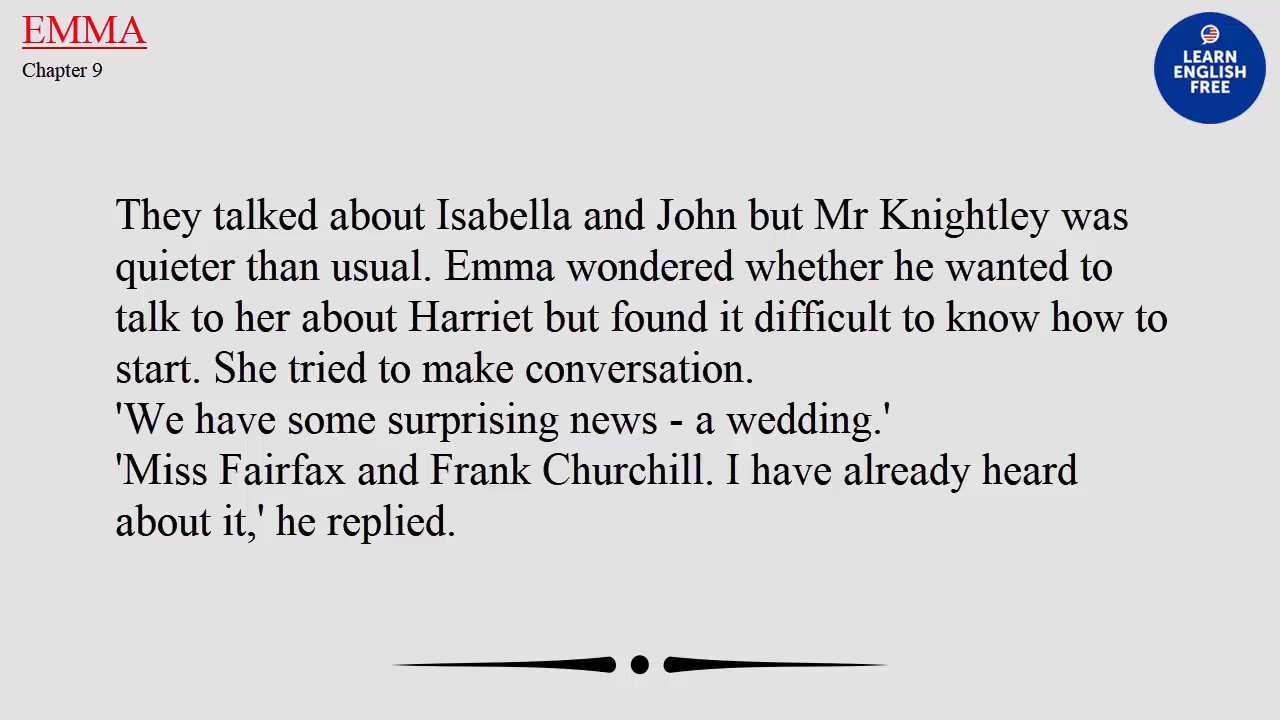 EMMA
Chapter 9
LEARN
ENGLISH
FREE
They talked about Isabella and John but Mr Knightley was
quieter than usual. Emma wondered whether he wanted to
talk to her about Harriet but found it difficult to know how to
start. She tried to make conversation.
'We have some surprising news - a wedding.'
'Miss Fairfax and Frank Churchill. I have already heard
about it,' he replied.